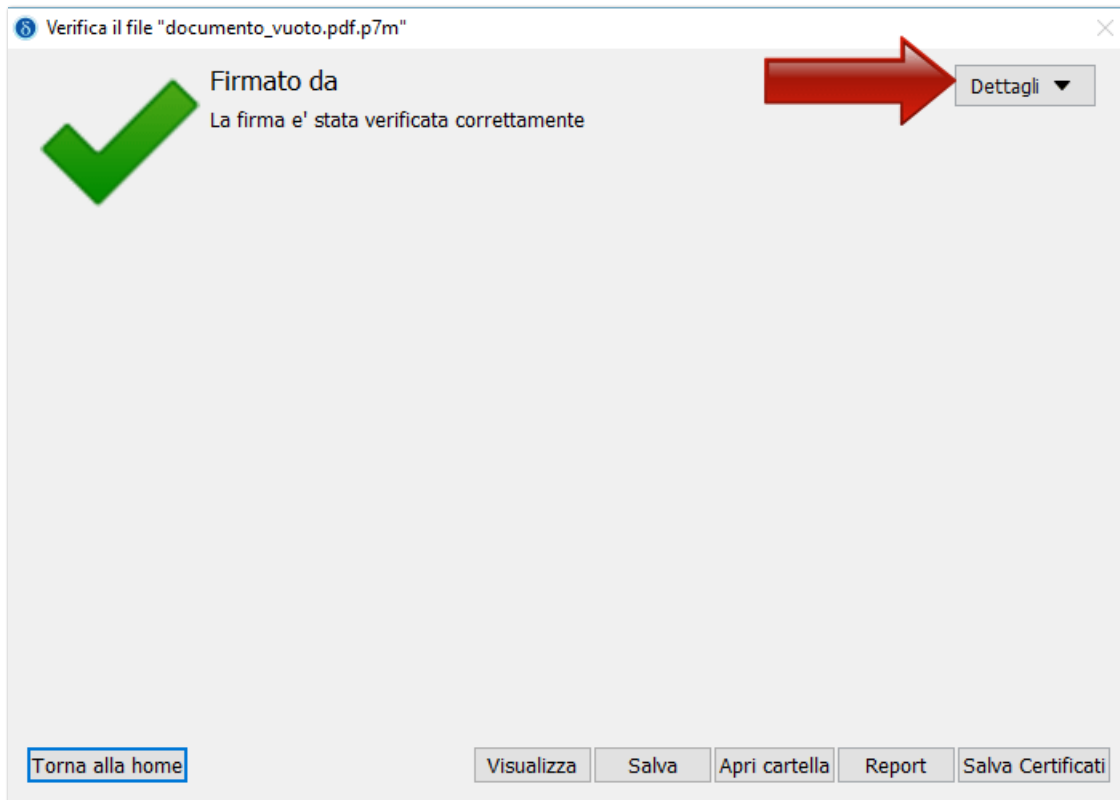 δ Verifica il file "documento_vuoto.pdf.p7m"
Firmato da
Dettagli
La firma e' stata verificata correttamente
Torna alla home
Visualizza
Salva
Apri cartella
Report
Salva Certificati